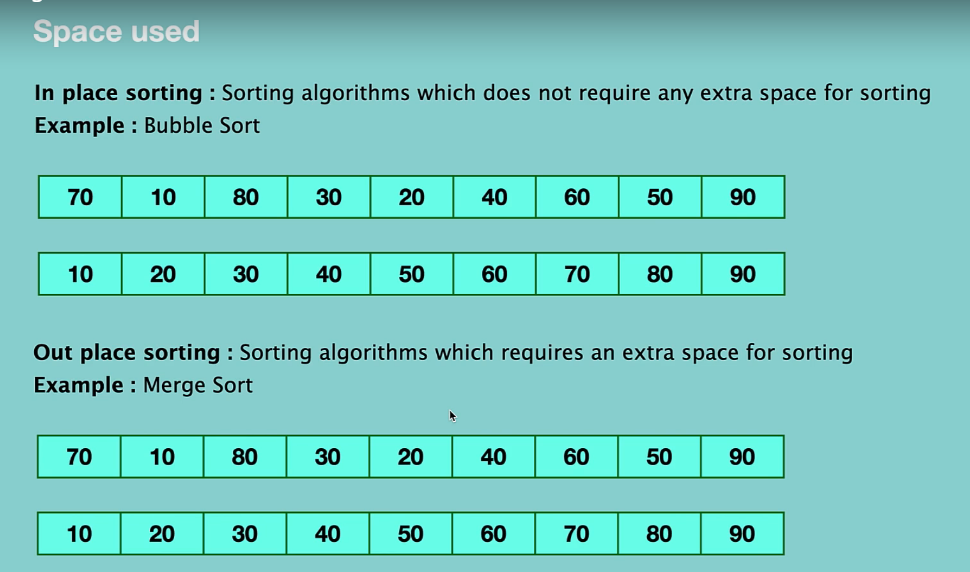 Space used
In place sorting : Sorting algorithms which does not require any extra space for sorting
Example : Bubble Sort
70 10 80 30 20 40 60 50 90
10 20 30 40 50 60 70 80 90
Out place sorting : Sorting algorithms which requires an extra space for sorting
Example : Merge Sort
70 10 80 30 20 40 60 50 90
10 20 30 40 50 60 70 80 90